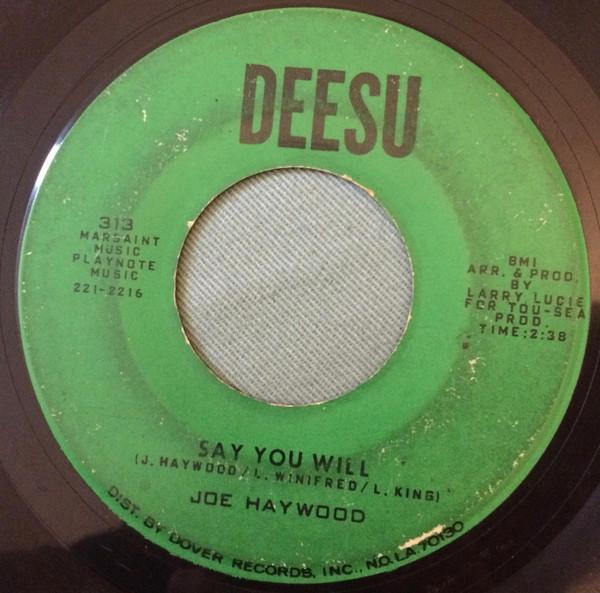 DEESU
313
MARSAINT
MUSIC
PLAYNOTE
MUSIC
221-2216
BMI
ARR. & PROD.
BY
LARRY LUCIE
FOR TOU-SEA
PROD.
TIME:2:38
SAY YOU WILL
(J. HAYWOOD/L. WINIFRED/L. KING)
JOE HAYWOOD
DIST. BY DOVER RECORDS, INC., N.O. LA. 70130